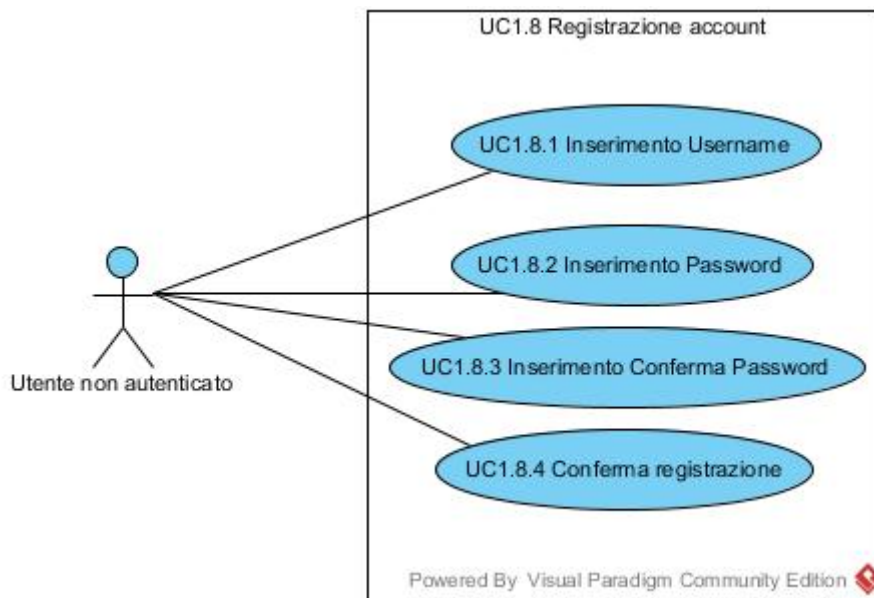 UC1.8 Registrazione account
UC1.8.1 Inserimento Username
UC1.8.2 Inserimento Password
UC1.8.3 Inserimento Conferma Password
Utente non autenticato
UC1.8.4 Conferma registrazione
Powered By Visual Paradigm Community Edition